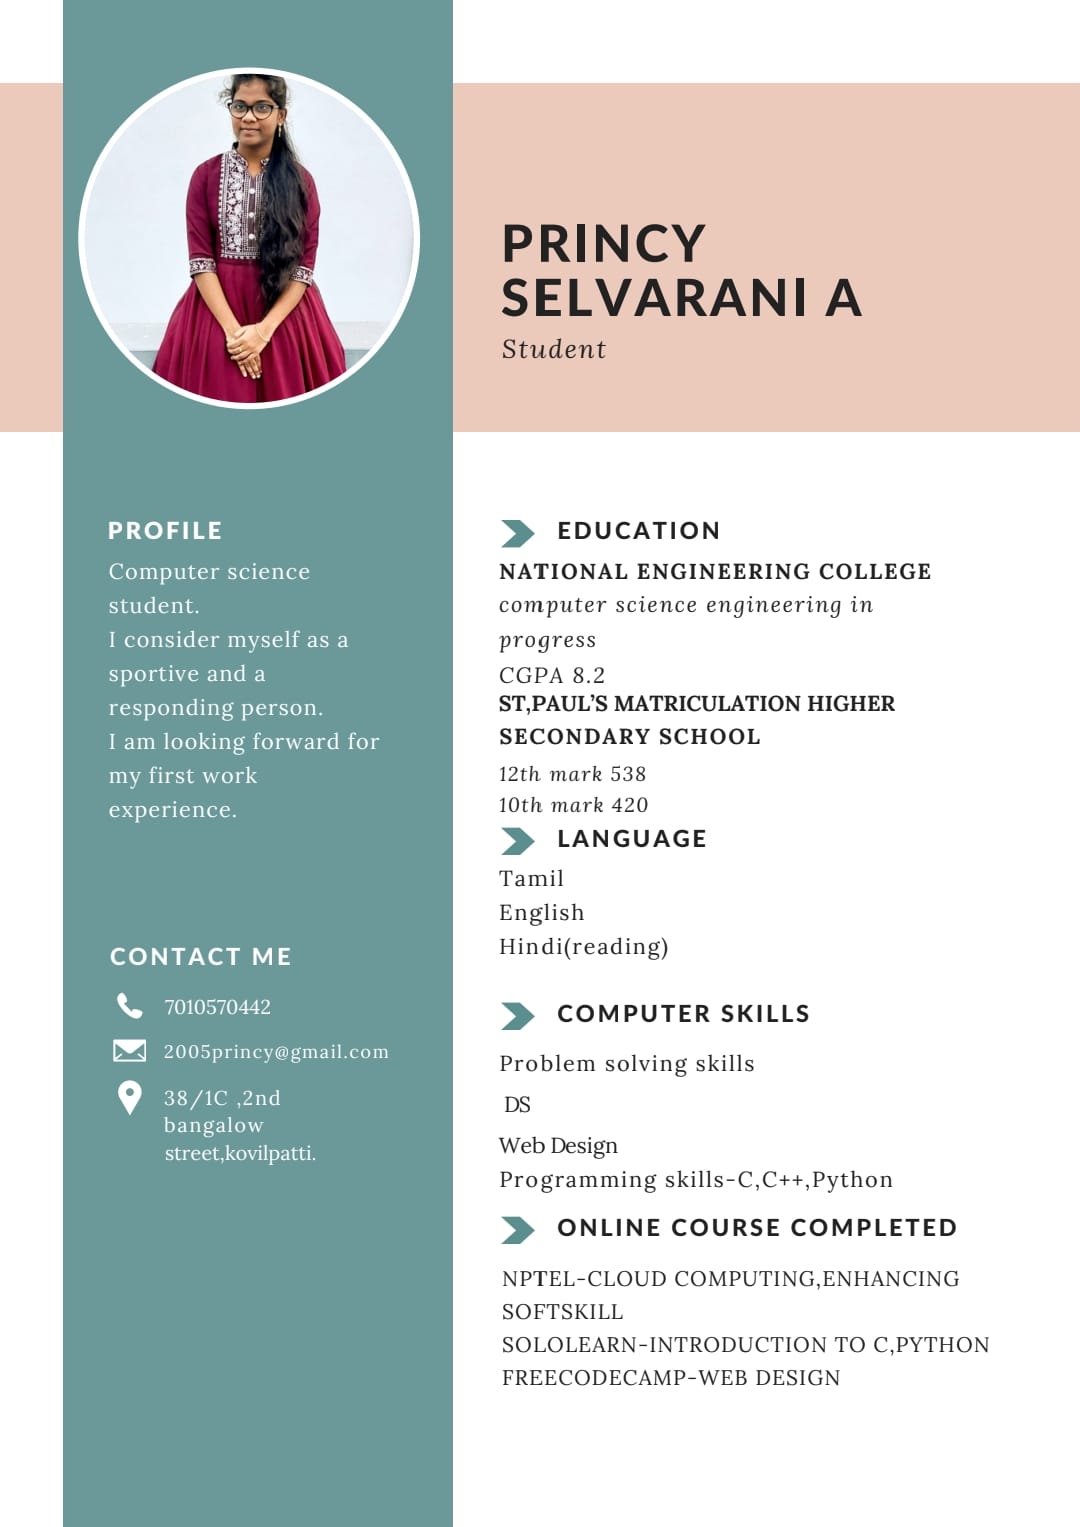 PRINCY
SELVARANI A
Student
PROFILE
Computer science
student.
I consider myself as a
sportive and a
responding person.
I am looking forward for
my first work
experience.
CONTACT ME
7010570442
2005princy@gmail.com
38/1C ,2nd
bangalow
street,kovilpatti.
EDUCATION
NATIONAL ENGINEERING COLLEGE
computer science engineering in
progress
CGPA 8.2
ST,PAUL'S MATRICULATION HIGHER
SECONDARY SCHOOL
12th mark 538
10th mark 420
LANGUAGE
Tamil
English
Hindi(reading)
COMPUTER SKILLS
Problem solving skills
DS
Web Design
Programming skills-C,C++,Python
ONLINE COURSE COMPLETED
NPTEL-CLOUD COMPUTING,ENHANCING
SOFTSKILL
SOLOLEARN-INTRODUCTION TO C,PYTHON
FREECODECAMP-WEB DESIGN